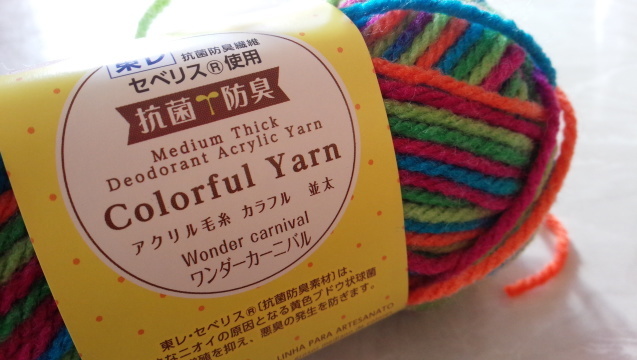 東レ 抗菌防臭繊維
セベリス®使用
抗菌 防臭
Medium Thick
Deodorant Acrylic Yarn
Colorful Yarn
アクリル毛糸 カラフル 並太
Wonder carnival
ワンダーカーニバル
東レ・セベリス®(抗菌防臭素材)は、
なニオイの原因となる黄色ブドウ状球菌
を抑え、悪臭の発生を防ぎます。
LINHA PARA ARTESANATO